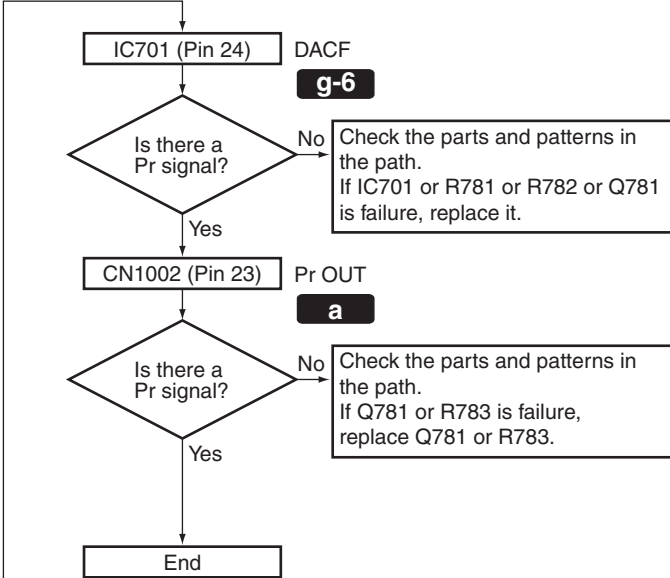 IC701 (Pin 24)
DACF
g-6
Is there a
Pr signal?
No
Check the parts and patterns in
the path.
If IC701 or R781 or R782 or Q781
is failure, replace it.
Yes
CN1002 (Pin 23)
Pr OUT
a
Is there a
Pr signal?
No
Check the parts and patterns in
the path.
If Q781 or R783 is failure,
replace Q781 or R783.
Yes
End